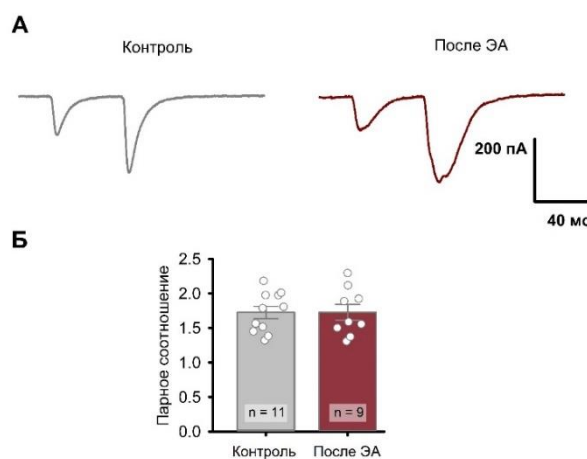 А
Контроль
После ЭА
200 пА
40 мс
Б
Парное соотношение
2.5
2.0
1.5
1.0
0.5
0.0
n = 11
n = 9
Контроль
После ЭА